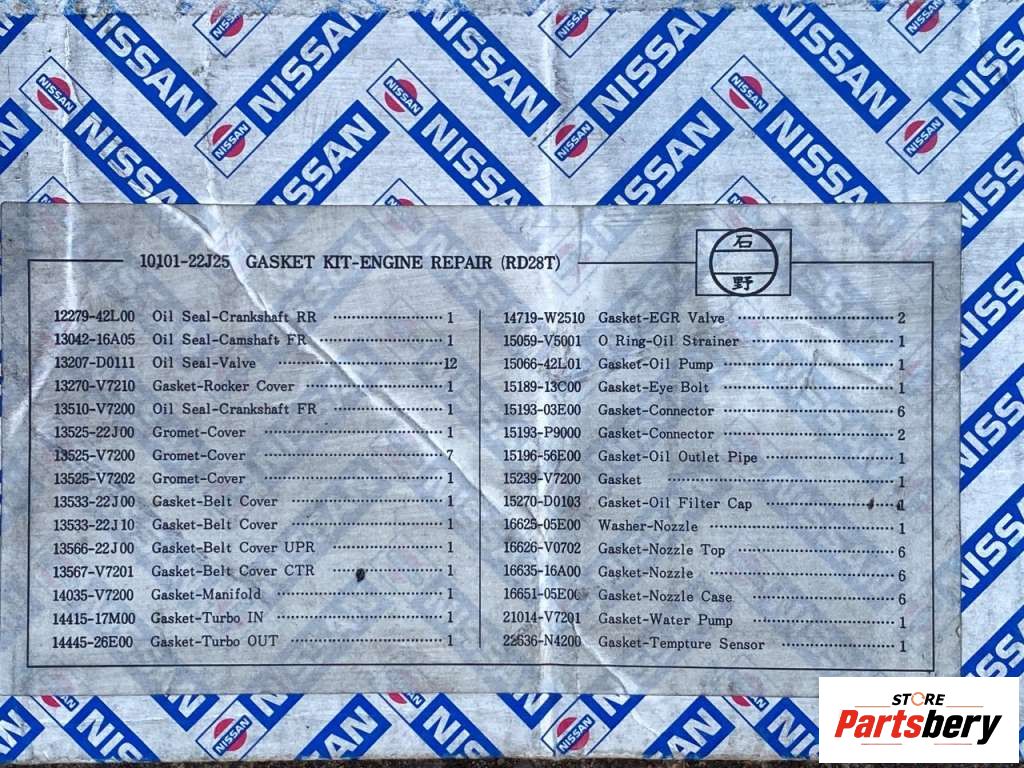 10101-22J25 GASKET KIT-ENGINE REPAIR (RD28T)
石
野
12279-42L00 Oil Seal-Crankshaft RR 1
13042-16A05 Oil Seal-Camshaft FR 1
13207-D0111 Oil Seal-Valve 12
13270-V7210 Gasket-Rocker Cover 1
13510-V7200 Oil Seal-Crankshaft FR 1
13525-22J00 Gromet-Cover 1
13525-V7200 Gromet-Cover 7
13525-V7202 Gromet-Cover 1
13533-22J00 Gasket-Belt Cover 1
13533-22J10 Gasket-Belt Cover 1
13566-22J00 Gasket-Belt Cover UPR 1
13567-V7201 Gasket-Belt Cover CTR 1
14035-V7200 Gasket-Manifold 1
14415-17M00 Gasket-Turbo IN 1
14445-26E00 Gasket-Turbo OUT 1
14719-W2510 Gasket-EGR Valve 2
15059-V5001 O Ring-Oil Strainer 1
15066-42L01 Gasket-Oil Pump 1
15189-13C00 Gasket-Eye Bolt 1
15193-03E00 Gasket-Connector 6
15193-P9000 Gasket-Connector 2
15196-56E00 Gasket-Oil Outlet Pipe 1
15239-V7200 Gasket 1
15270-D0103 Gasket-Oil Filter Cap 1
16625-05E00 Washer-Nozzle 1
16626-V0702 Gasket-Nozzle Top 6
16635-16A00 Gasket-Nozzle 6
16651-05E00 Gasket-Nozzle Case 6
21014-V7201 Gasket-Water Pump 1
22636-N4200 Gasket-Tempture Sensor 1
NISSAN
STORE
Partsbery